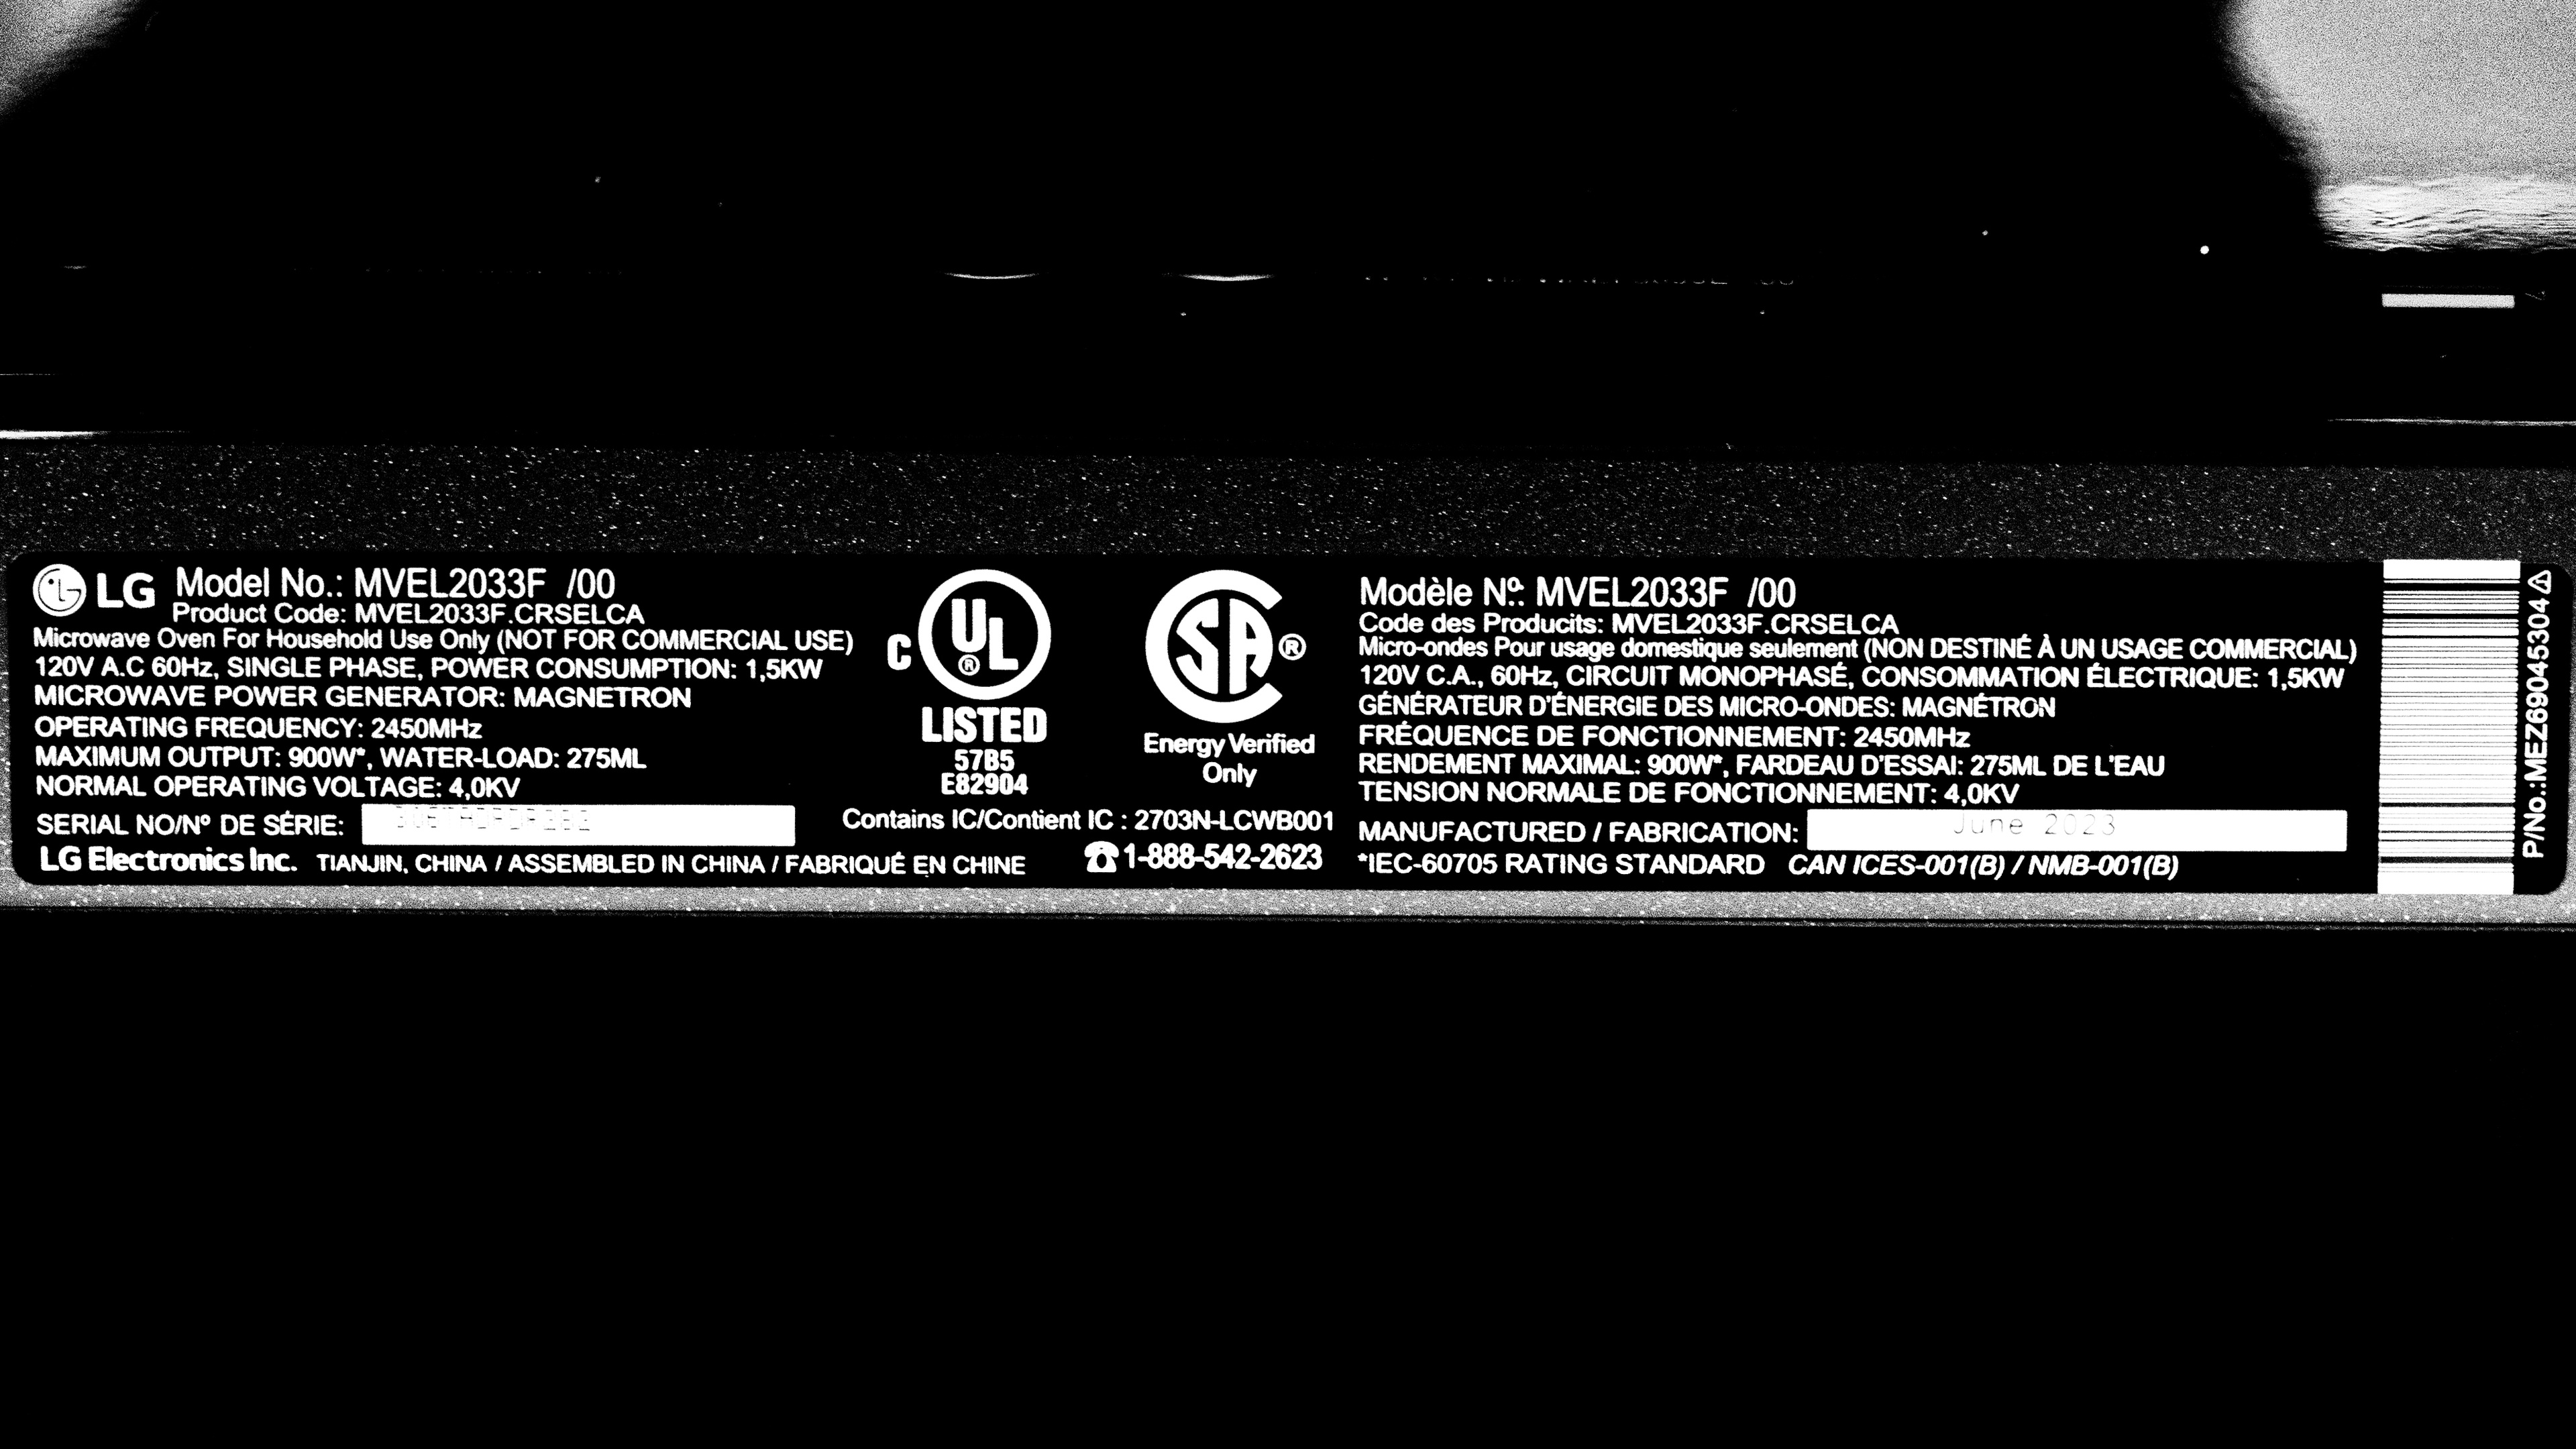 LG Model No.: MVEL2033F /00
Product Code: MVEL2033F.CRSELCA
Microwave Oven For Household Use Only (NOT FOR COMMERCIAL USE)
120V A.C 60Hz, SINGLE PHASE, POWER CONSUMPTION: 1,5KW
MICROWAVE POWER GENERATOR: MAGNETRON
OPERATING FREQUENCY: 2450MHz
MAXIMUM OUTPUT: 900W*, WATER-LOAD: 275ML
NORMAL OPERATING VOLTAGE: 4,0KV
SERIAL NO/Nº DE SÉRIE:
LG Electronics Inc. TIANJIN, CHINA / ASSEMBLED IN CHINA / FABRIQUÉ EN CHINE
C UL ®
LISTED
57B5
E82904
SA ®
Energy Verified
Only
Contains IC/Contient IC : 2703N-LCWB001
☎1-888-542-2623
Modèle Nº: MVEL2033F /00
Code des Producits: MVEL2033F.CRSELCA
Micro-ondes Pour usage domestique seulement (NON DESTINÉ À UN USAGE COMMERCIAL)
120V C.A., 60Hz, CIRCUIT MONOPHASÉ, CONSOMMATION ÉLECTRIQUE: 1,5KW
GÉNÉRATEUR D'ÉNERGIE DES MICRO-ONDES: MAGNÉTRON
FRÉQUENCE DE FONCTIONNEMENT: 2450MHz
RENDEMENT MAXIMAL: 900W*, FARDEAU D'ESSAI: 275ML DE L'EAU
TENSION NORMALE DE FONCTIONNEMENT: 4,0KV
MANUFACTURED / FABRICATION: June 2023
*IEC-60705 RATING STANDARD CAN ICES-001(B) / NMB-001(B)
P/No.:MEZ69045304